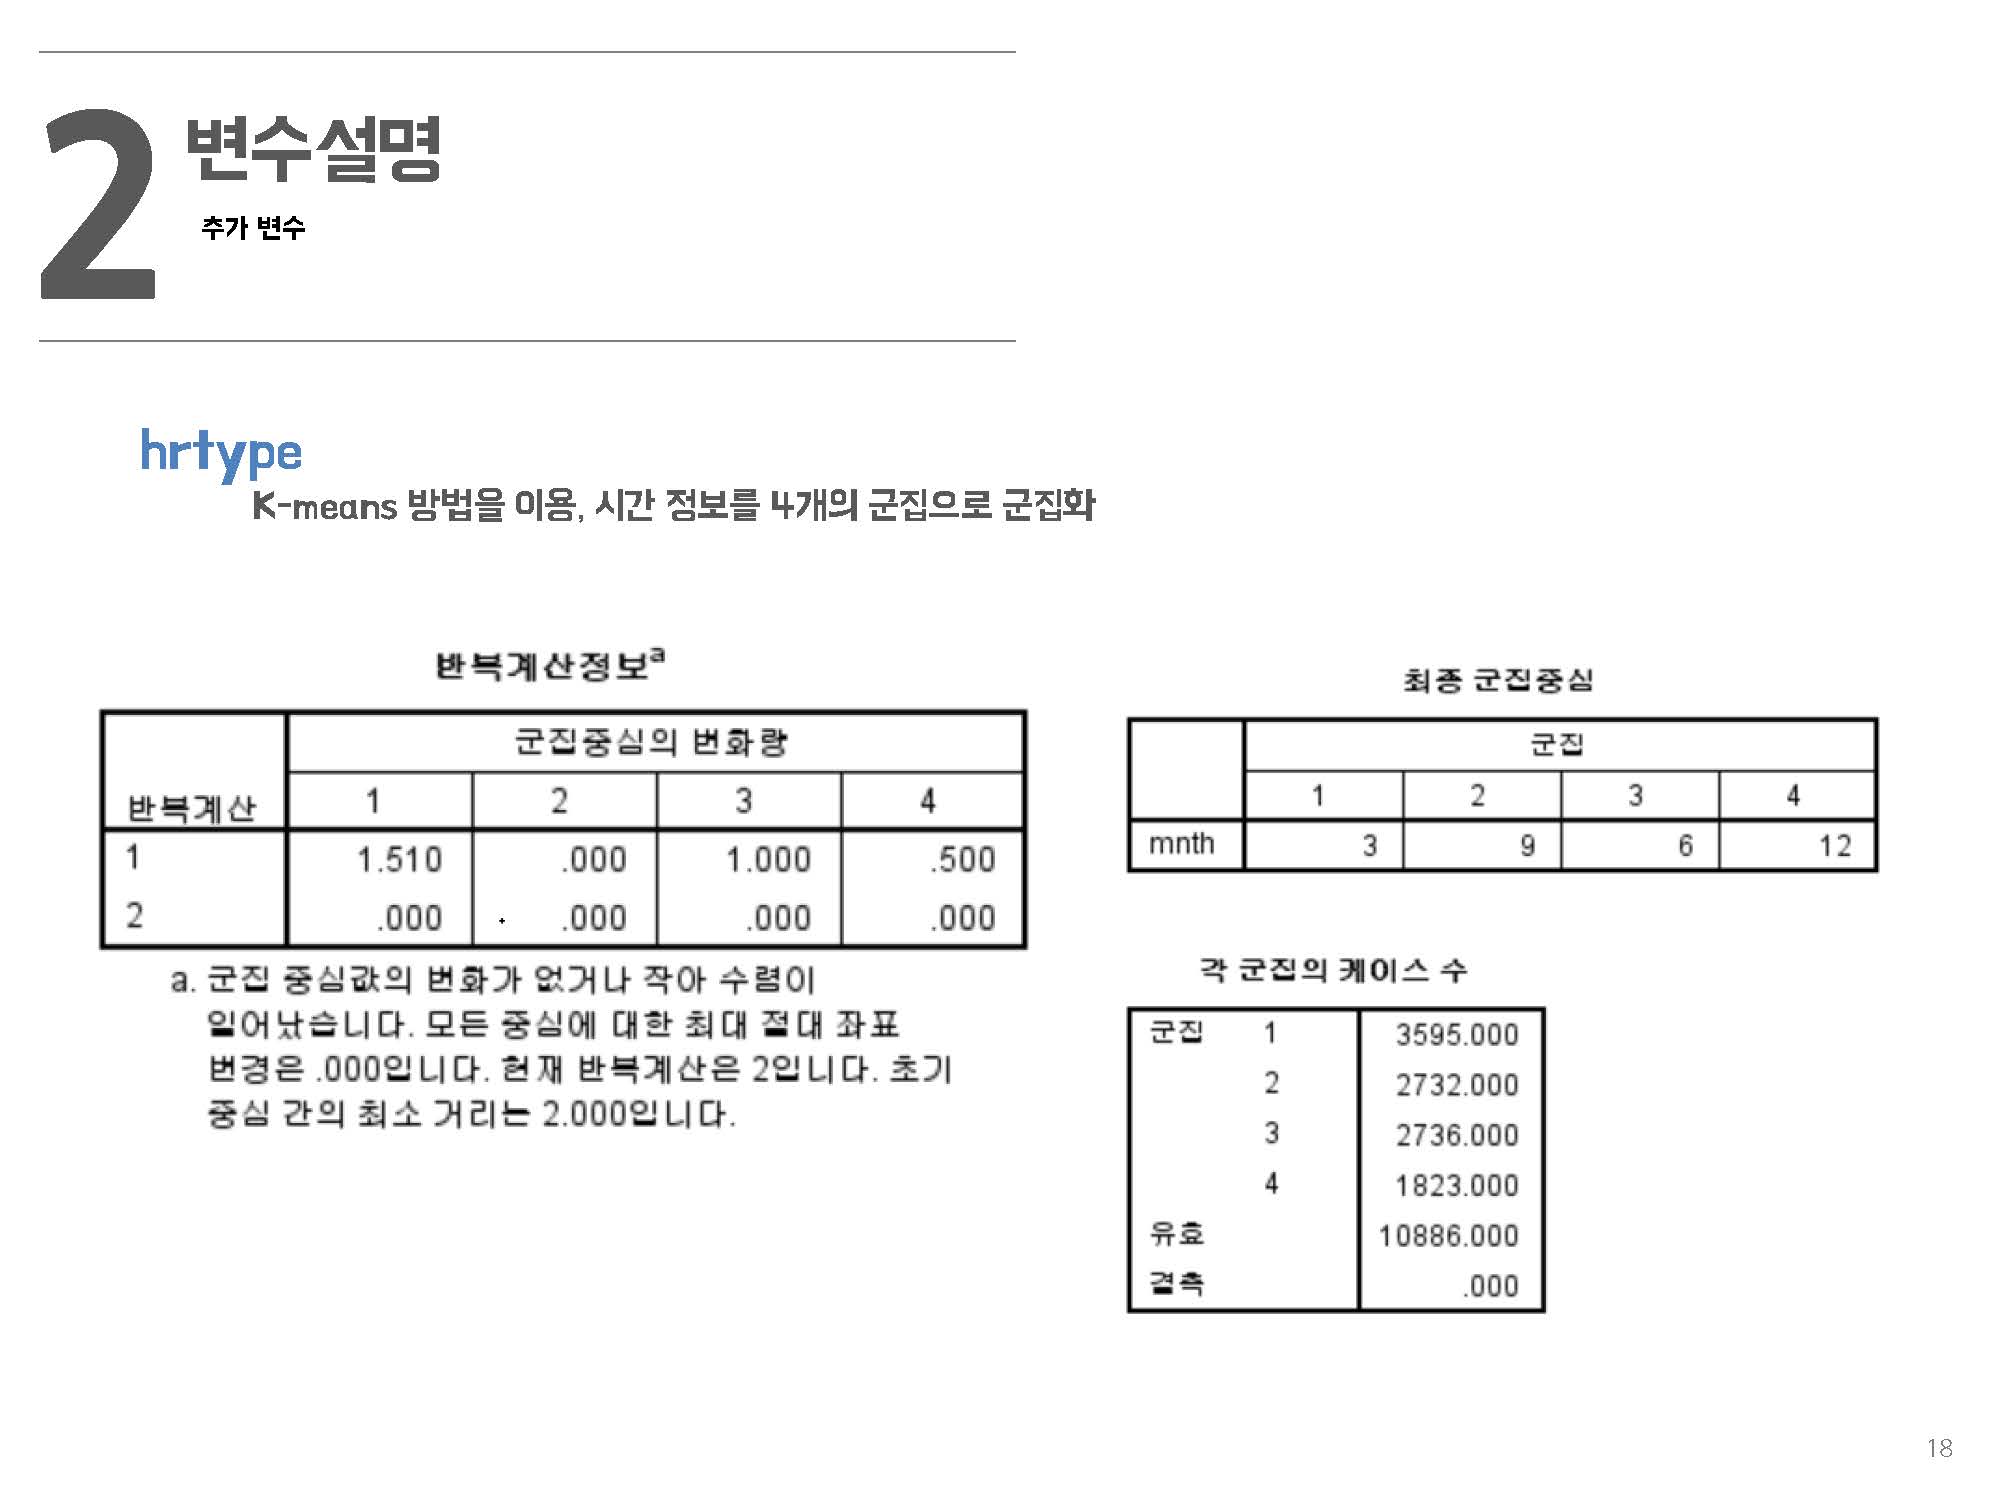 2 변수설명
추가 변수
hrtype
K-means 방법을 이용, 시간 정보를 4개의 군집으로 군집화
반복계산정보a
반복계산 군집중심의 변화량
1 2 3 4
1 1.510 .000 1.000 .500
2 .000 .000 .000 .000
a. 군집 중심값의 변화가 없거나 작아 수렴이
일어났습니다. 모든 중심에 대한 최대 절대 좌표
변경은 .000입니다. 현재 반복계산은 2입니다. 초기
중심 간의 최소 거리는 2.000입니다.
최종 군집중심
군집
1 2 3 4
mnth 3 9 6 12
각 군집의 케이스 수
군집 1 3595.000
2 2732.000
3 2736.000
4 1823.000
유효 10886.000
결측 .000
18